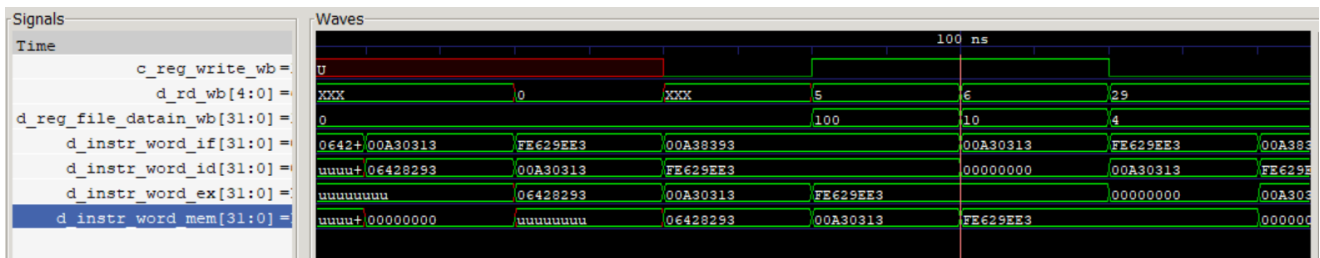 Signals
Waves
Time
100 ns
c_reg_write_wb=
U
d_rd_wb[4:0]=
XXX 0 XXX 5 6 29
d_reg_file_datain_wb[31:0]=
0 100 10 4
d_instr_word_if[31:0]=
0642+ 00A30313 FE629EE3 00A38393 00A30313 FE629EE3 00A383
d_instr_word_id[31:0]=
uuuu+ 06428293 00A30313 FE629EE3 00000000 00A30313 FE629E
d_instr_word_ex[31:0]=
uuuuuuuu 06428293 00A30313 FE629EE3 00000000 00A303
d_instr_word_mem[31:0]=
uuuu+ 00000000 uuuuuuuu 06428293 00A30313 FE629EE3 000000